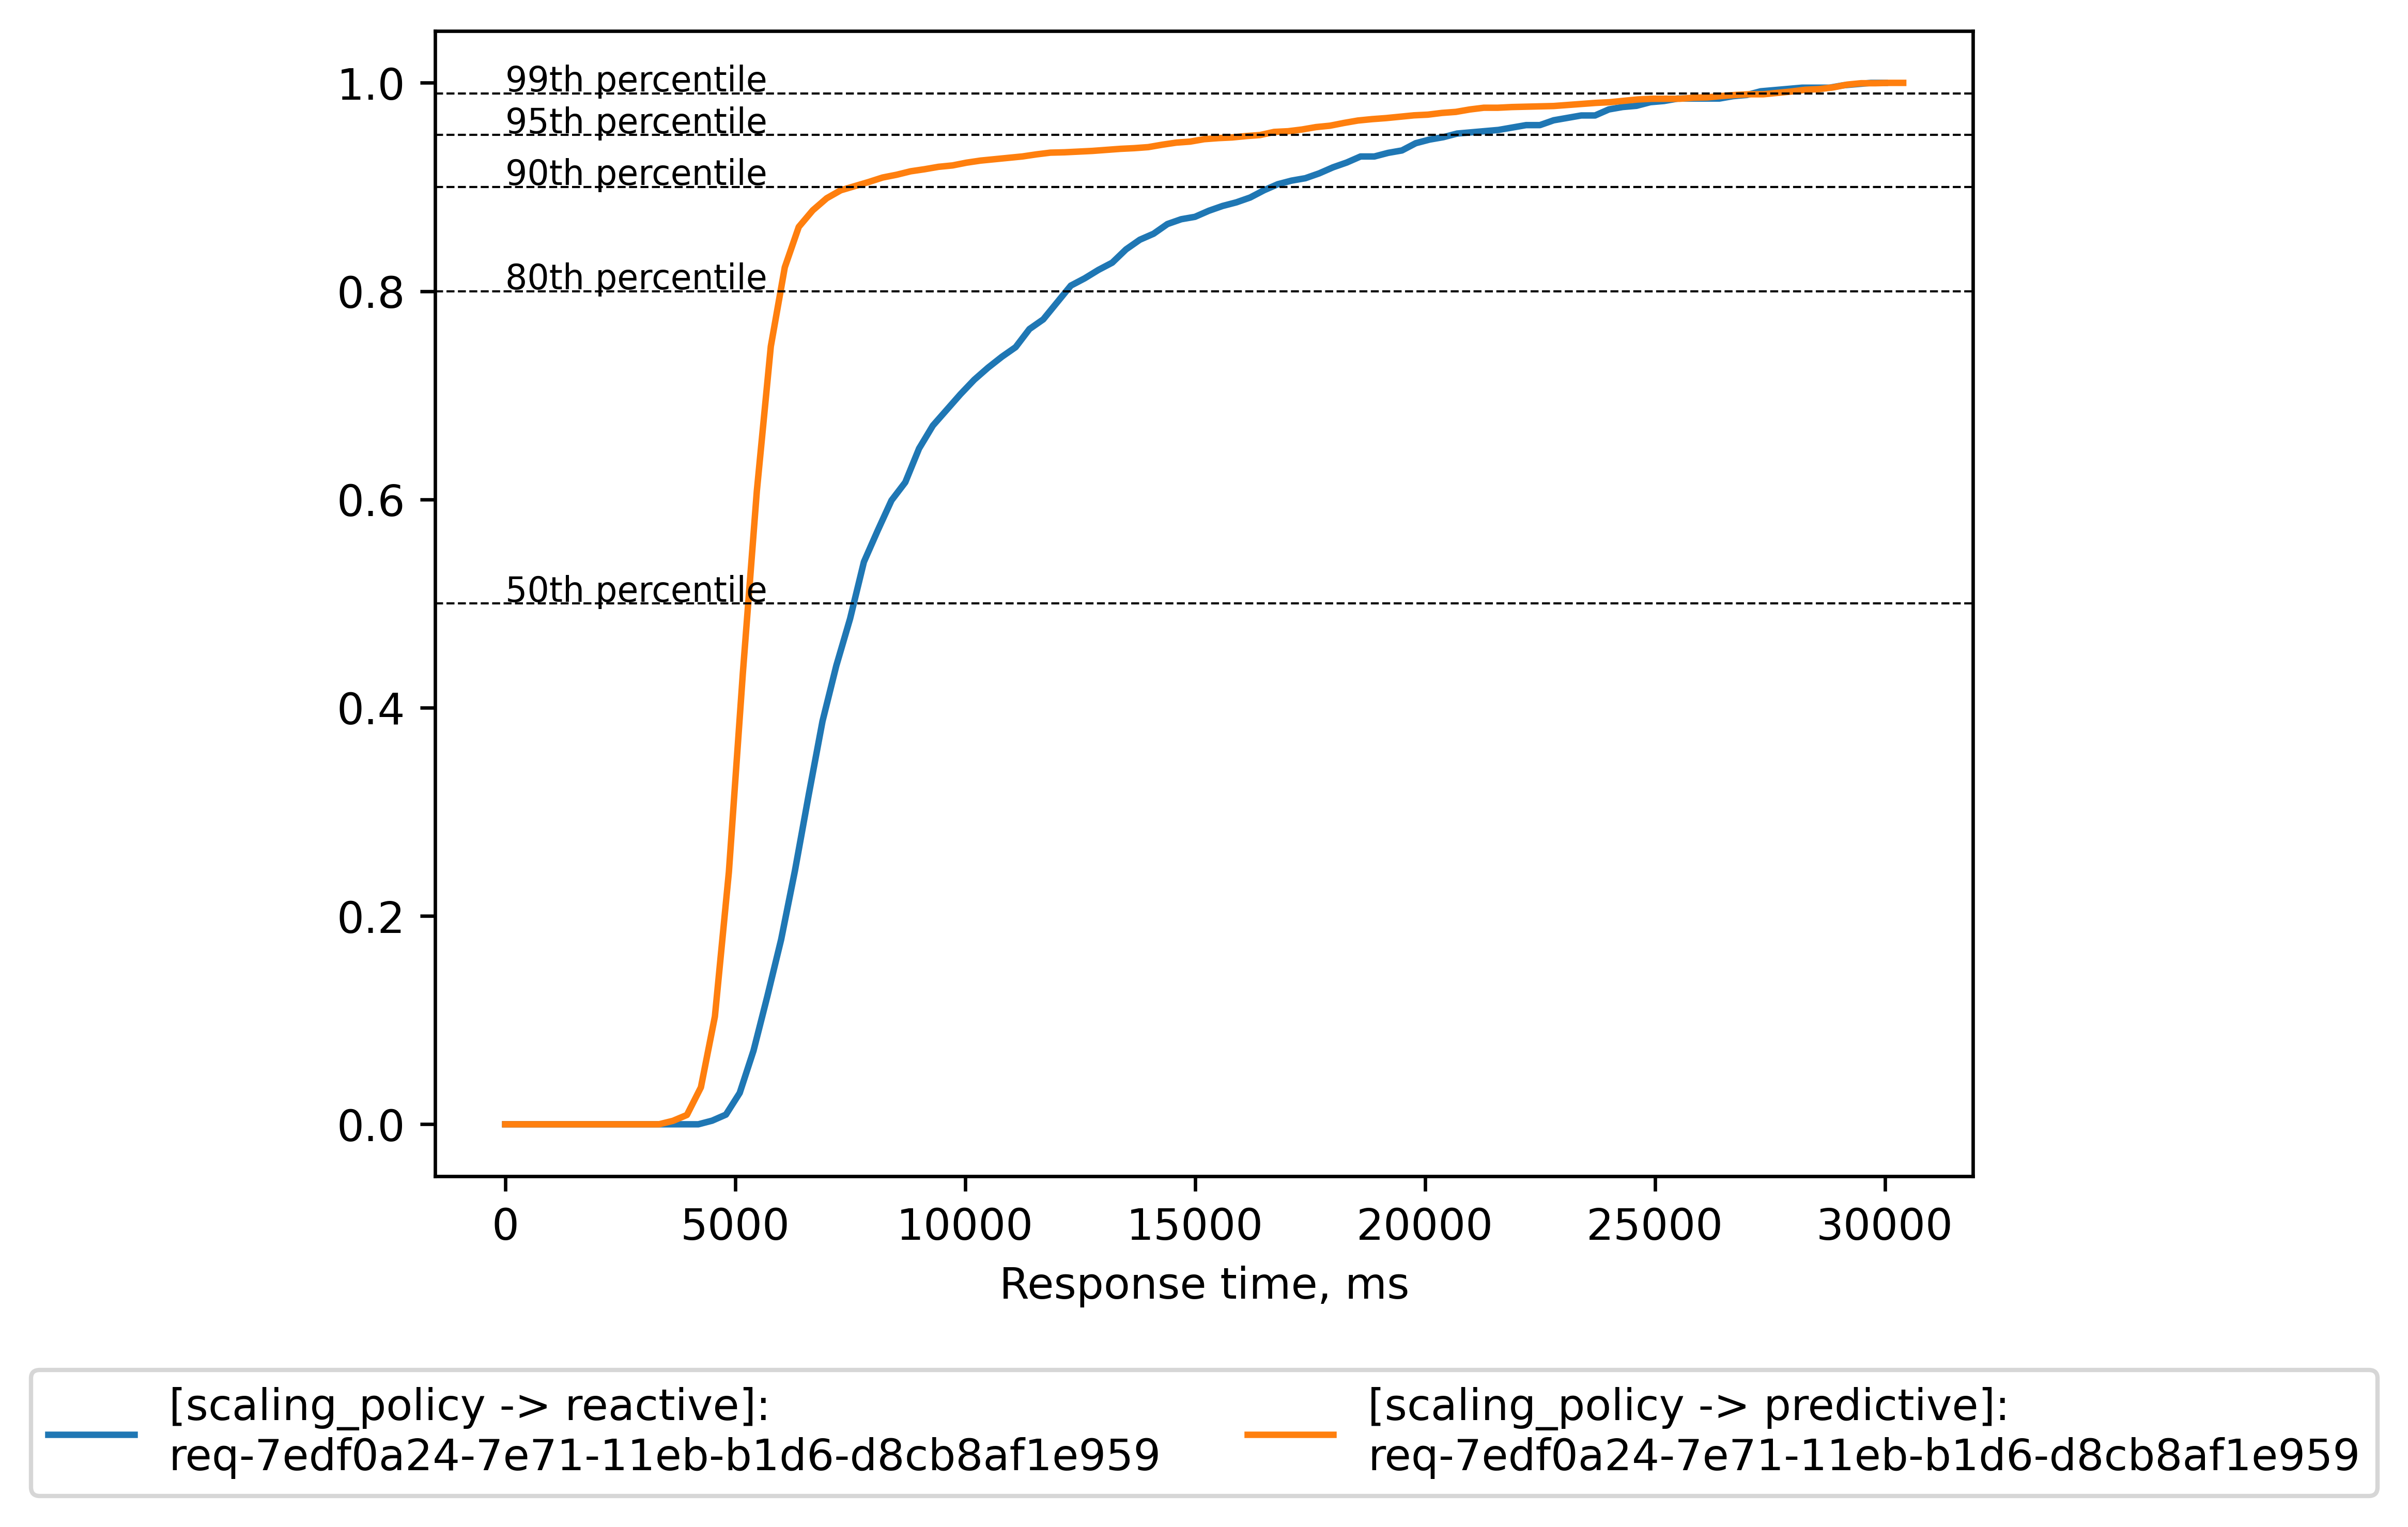 99th percentile
1.0
95th percentile
90th percentile
80th percentile
0.8
0.6
50th percentile
0.4
0.2
0.0
0 5000 10000 15000 20000 25000 30000
Response time, ms
[scaling_policy -> reactive]:
req-7edf0a24-7e71-11eb-b1d6-d8cb8af1e959
[scaling_policy -> predictive]:
req-7edf0a24-7e71-11eb-b1d6-d8cb8af1e959